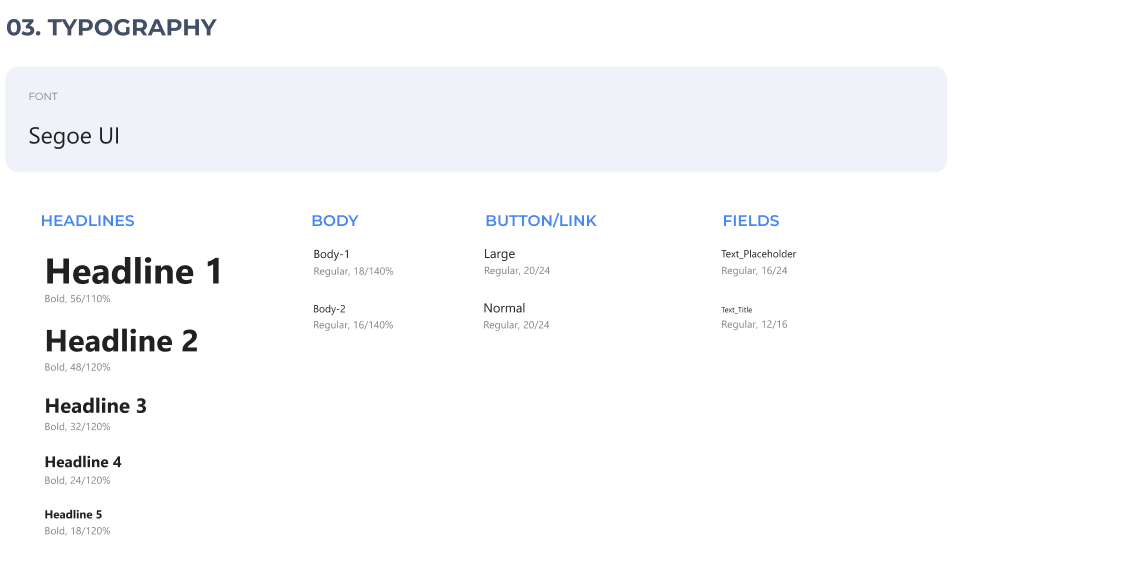 03. TYPOGRAPHY
FONT
Segoe UI
HEADLINES
Headline 1
Bold, 56/110%
Headline 2
Bold, 48/120%
Headline 3
Bold, 32/120%
Headline 4
Bold, 24/120%
Headline 5
Bold, 18/120%
BODY
Body-1
Regular, 18/140%
Body-2
Regular, 16/140%
BUTTON/LINK
Large
Regular, 20/24
Normal
Regular, 20/24
FIELDS
Text_Placeholder
Regular, 16/24
Text_Title
Regular, 12/16